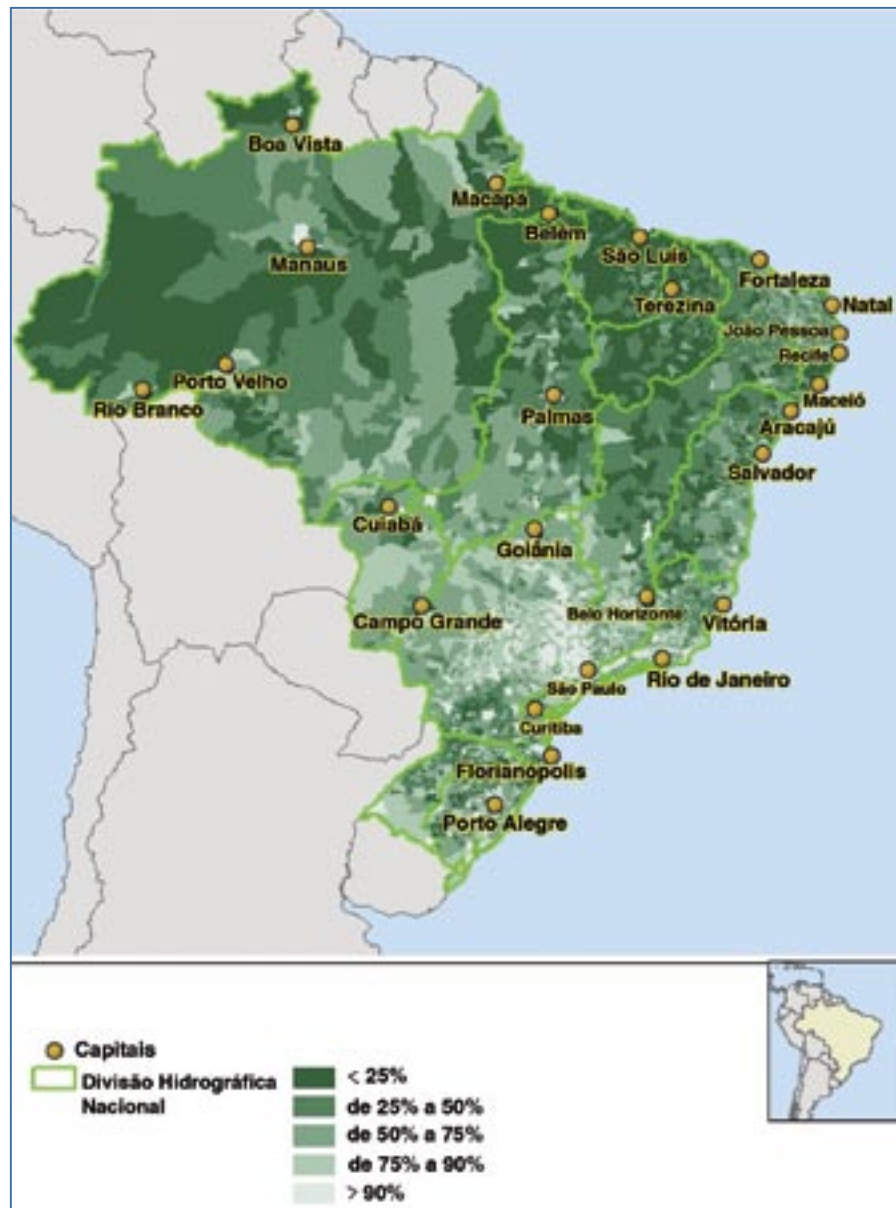 Boa Vista
Macapá
Belém
São Luís
Manaus
Fortaleza
Terezina
Natal
João Pessoa
Recife
Porto Velho
Rio Branco
Maceió
Palmas
Aracajú
Salvador
Cuiabá
Goiánia
Belo Horizonte
Vitória
Campo Grande
Rio de Janeiro
São Paulo
Curitiba
Florianópolis
Porto Alegre
Capitais
Divisão Hidrográfica
Nacional
< 25%
de 25% a 50%
de 50% a 75%
de 75% a 90%
> 90%